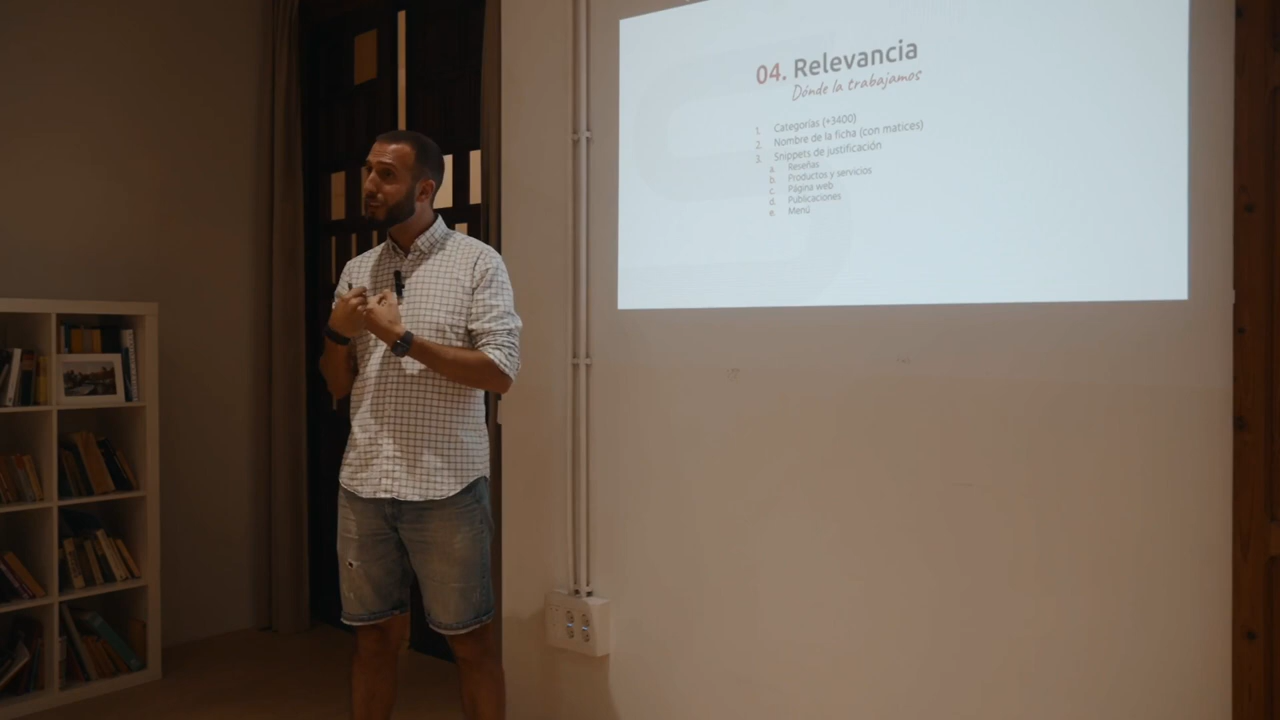 04. Relevancia
Dónde la trabajamos
1. Categorías (+3400)
2. Nombre de la ficha (con matices)
3. Snippets de justificación
a. Reseñas
b. Productos y servicios
c. Página web
d. Publicaciones
e. Menú